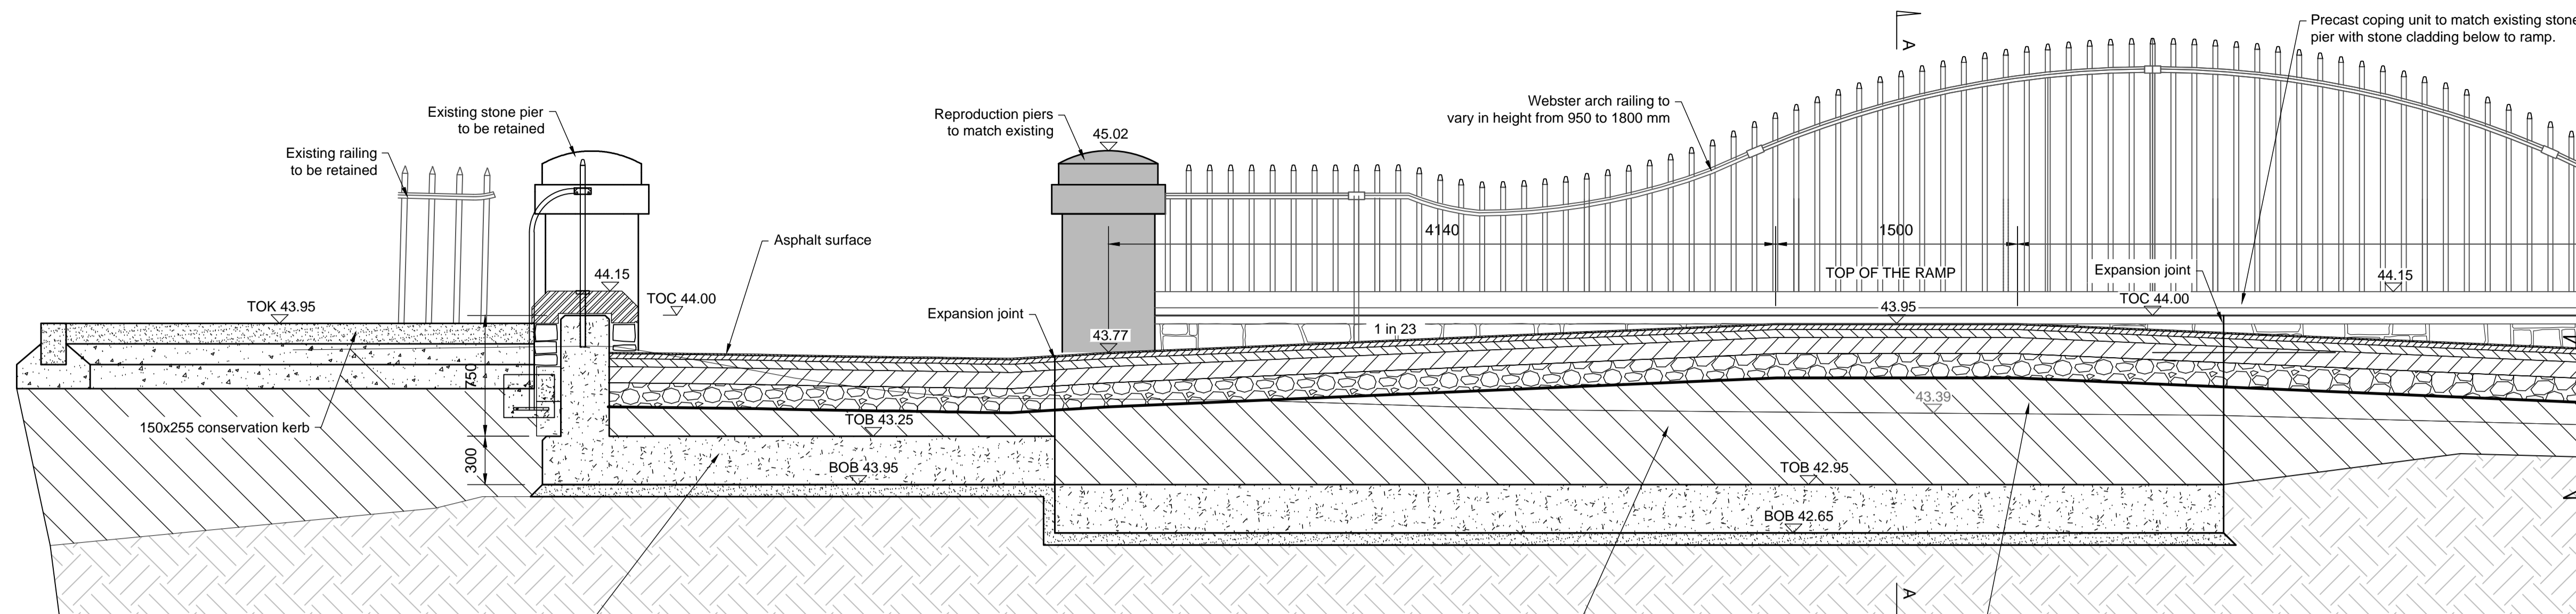 Precast coping unit to match existing stone
pier with stone cladding below to ramp.
A
Existing stone pier
to be retained
Reproduction piers
to match existing
45.02
Webster arch railing to
vary in height from 950 to 1800 mm
Existing railing
to be retained
Asphalt surface
4140
1500
TOP OF THE RAMP
Expansion joint
44.15
44.15
TOK 43.95
TOC 44.00
TOC 44.00
43.95
Expansion joint
43.77
1 in 23
750
43.39
150x255 conservation kerb
TOB 43.25
300
BOB 43.95
TOB 42.95
BOB 42.65
A